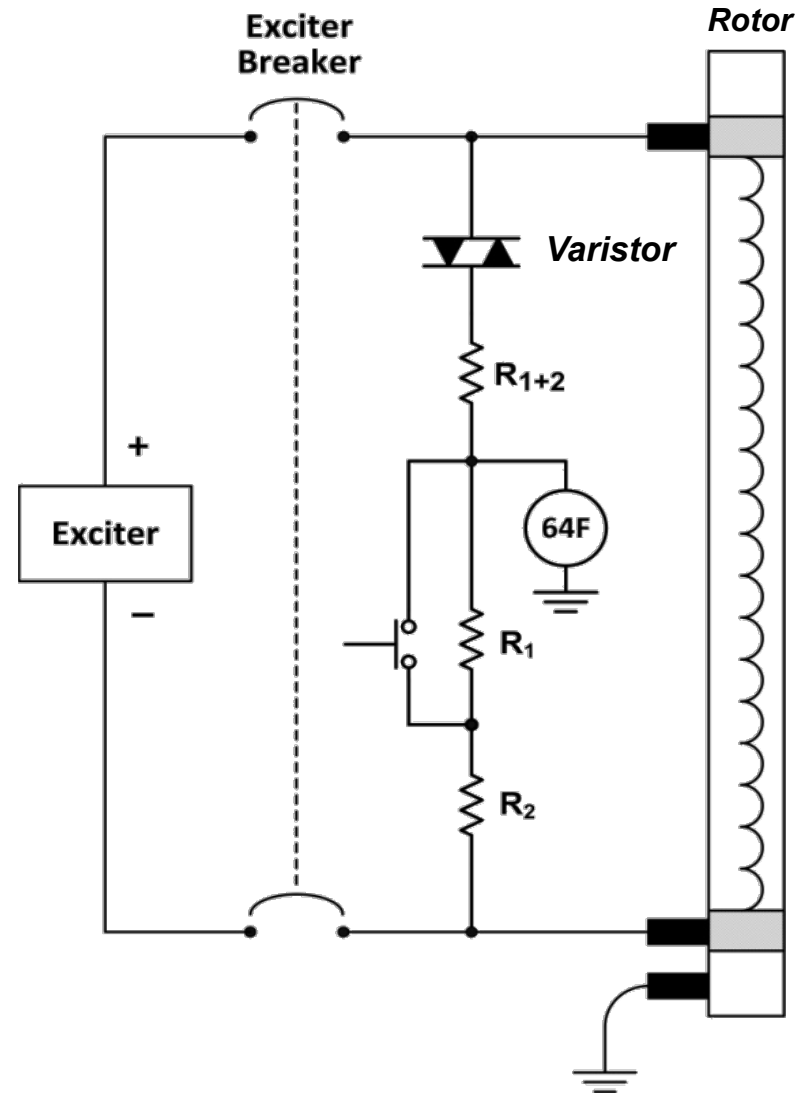 Rotor
Exciter
Breaker
Varistor
R1+2
+
Exciter
64F
−
R1
R2